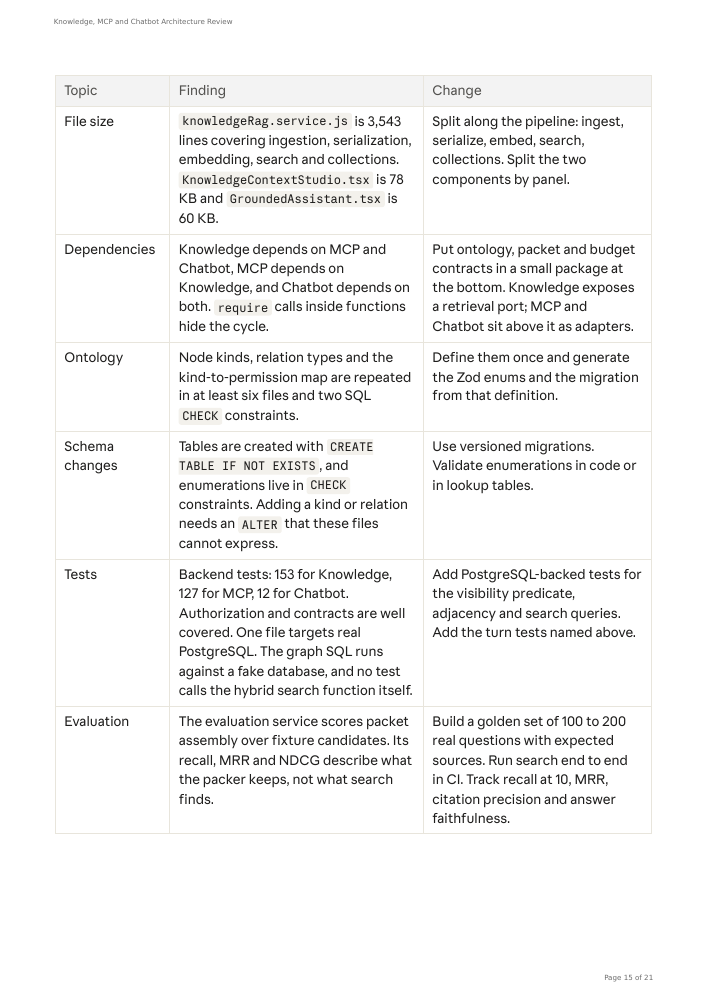 Knowledge, MCP and Chatbot Architecture Review
Topic
Finding
Change
File size
knowledgeRag.service.js is 3,543
lines covering ingestion, serialization,
embedding, search and collections.
KnowledgeContextStudio.tsx is 78
KB and GroundedAssistant.tsx is
60 KB.
Split along the pipeline: ingest,
serialize, embed, search,
collections. Split the two
components by panel.
Dependencies
Knowledge depends on MCP and
Chatbot, MCP depends on
Knowledge, and Chatbot depends on
both. require calls inside functions
hide the cycle.
Put ontology, packet and budget
contracts in a small package at
the bottom. Knowledge exposes
a retrieval port; MCP and
Chatbot sit above it as adapters.
Ontology
Node kinds, relation types and the
kind-to-permission map are repeated
in at least six files and two SQL
CHECK constraints.
Define them once and generate
the Zod enums and the migration
from that definition.
Schema
changes
Tables are created with CREATE
TABLE IF NOT EXISTS , and
enumerations live in CHECK
constraints. Adding a kind or relation
needs an ALTER that these files
cannot express.
Use versioned migrations.
Validate enumerations in code or
in lookup tables.
Tests
Backend tests: 153 for Knowledge,
127 for MCP, 12 for Chatbot.
Authorization and contracts are well
covered. One file targets real
PostgreSQL. The graph SQL runs
against a fake database, and no test
calls the hybrid search function itself.
Add PostgreSQL-backed tests for
the visibility predicate,
adjacency and search queries.
Add the turn tests named above.
Evaluation
The evaluation service scores packet
assembly over fixture candidates. Its
recall, MRR and NDCG describe what
the packer keeps, not what search
finds.
Build a golden set of 100 to 200
real questions with expected
sources. Run search end to end
in CI. Track recall at 10, MRR,
citation precision and answer
faithfulness.
Page 15 of 21